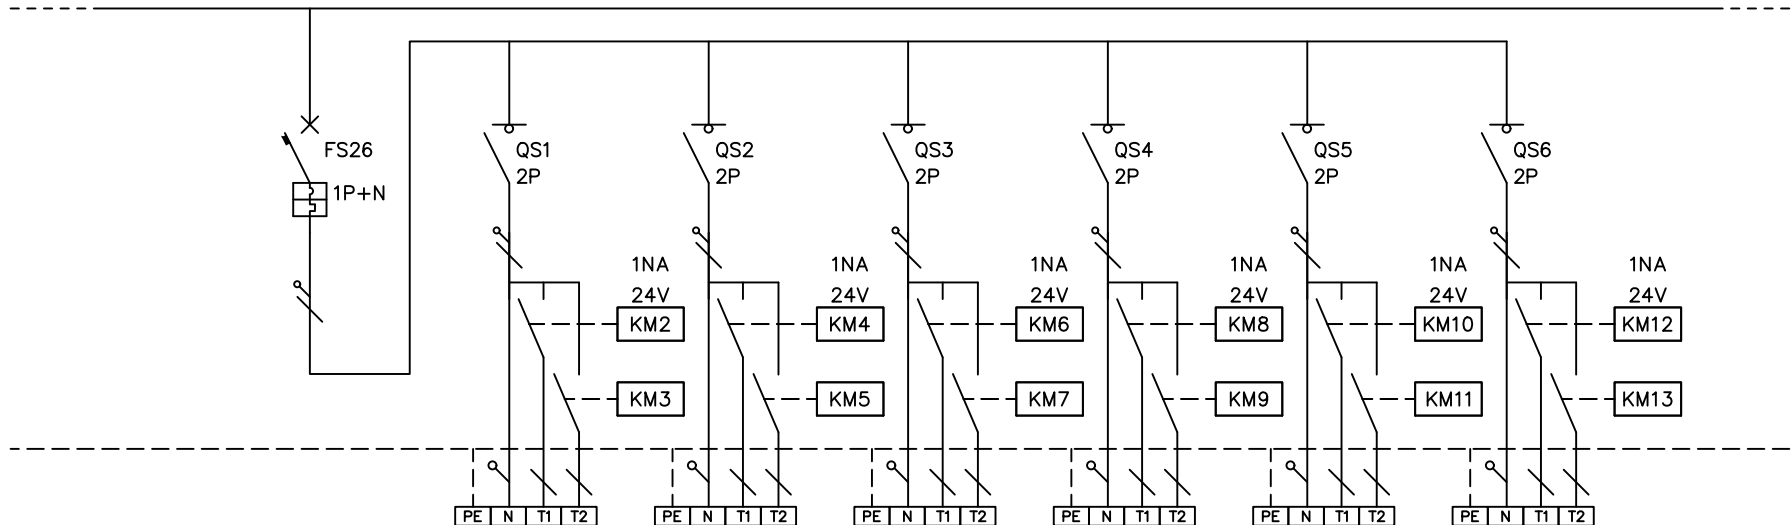 FS26
1P+N
QS1
2P
QS2
2P
QS3
2P
QS4
2P
QS5
2P
QS6
2P
1NA
24V
KM2
KM3
1NA
24V
KM4
KM5
1NA
24V
KM6
KM7
1NA
24V
KM8
KM9
1NA
24V
KM10
KM11
1NA
24V
KM12
KM13
PE N T1 T2
PE N T1 T2
PE N T1 T2
PE N T1 T2
PE N T1 T2
PE N T1 T2